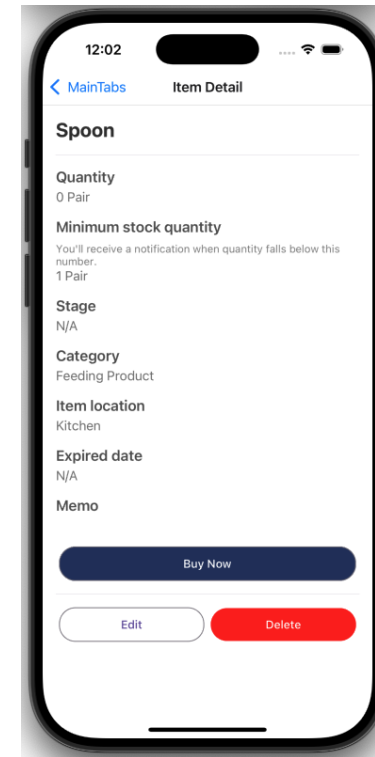 12:02
MainTabs Item Detail
Spoon
Quantity
0 Pair
Minimum stock quantity
You'll receive a notification when quantity falls below this
number.
1 Pair
Stage
N/A
Category
Feeding Product
Item location
Kitchen
Expired date
N/A
Memo
Buy Now
Edit Delete